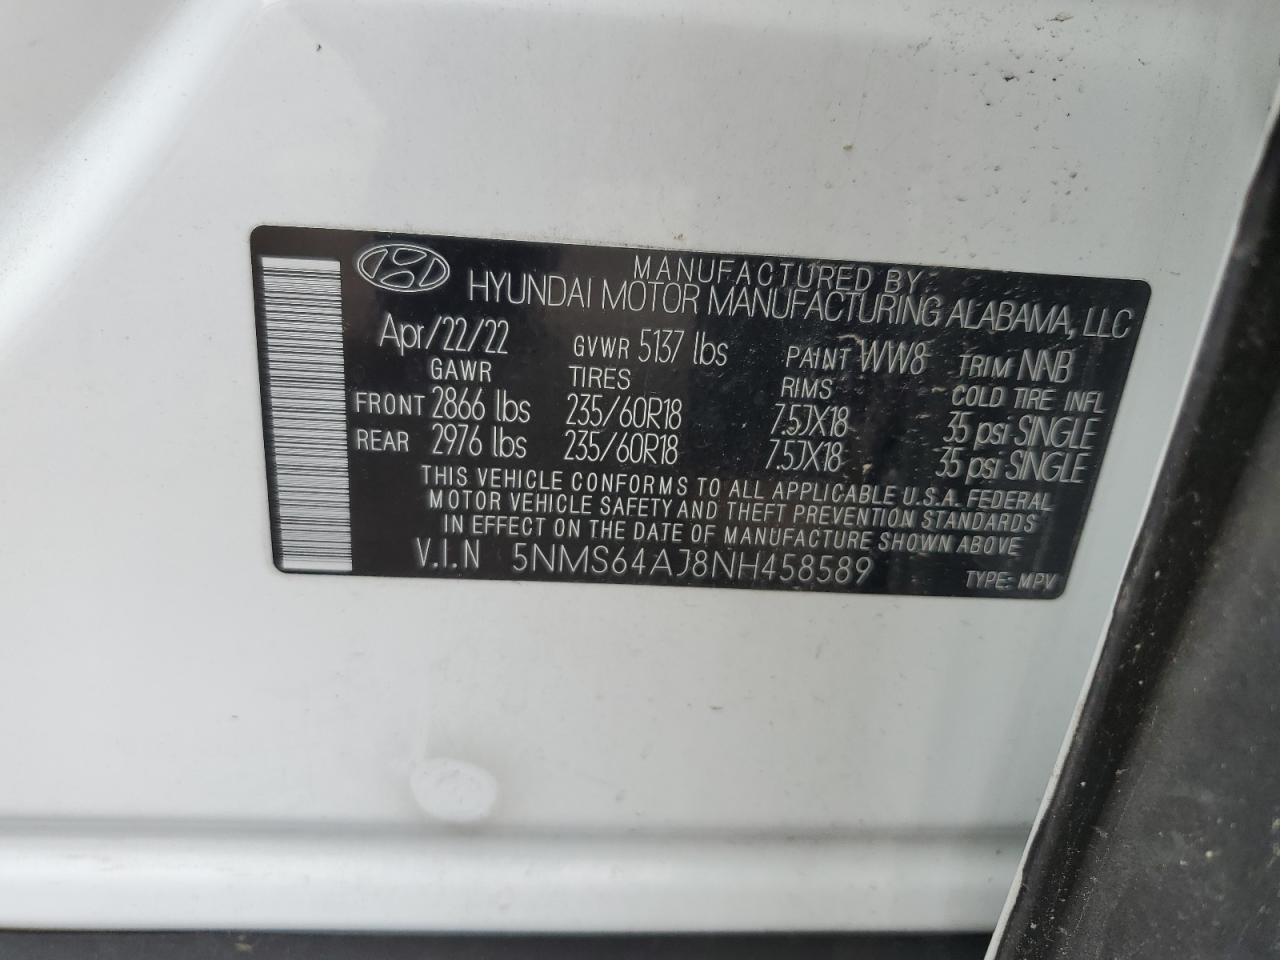 MANUFACTURED BY
HYUNDAI MOTOR MANUFACTURING ALABAMA, LLC
Apr/22/22 GVWR 5137 lbs PAINT WW8 TRIM NNB
GAWR TIRES RIMS COLD TIRE INFL
FRONT 2866 lbs 235/60R18 7.5JX18 35 psi SINGLE
REAR 2976 lbs 235/60R18 7.5JX18 35 psi SINGLE
THIS VEHICLE CONFORMS TO ALL APPLICABLE U.S.A. FEDERAL
MOTOR VEHICLE SAFETY AND THEFT PREVENTION STANDARDS
IN EFFECT ON THE DATE OF MANUFACTURE SHOWN ABOVE
V.I.N 5NMS64AJ8NH458589 TYPE: MPV